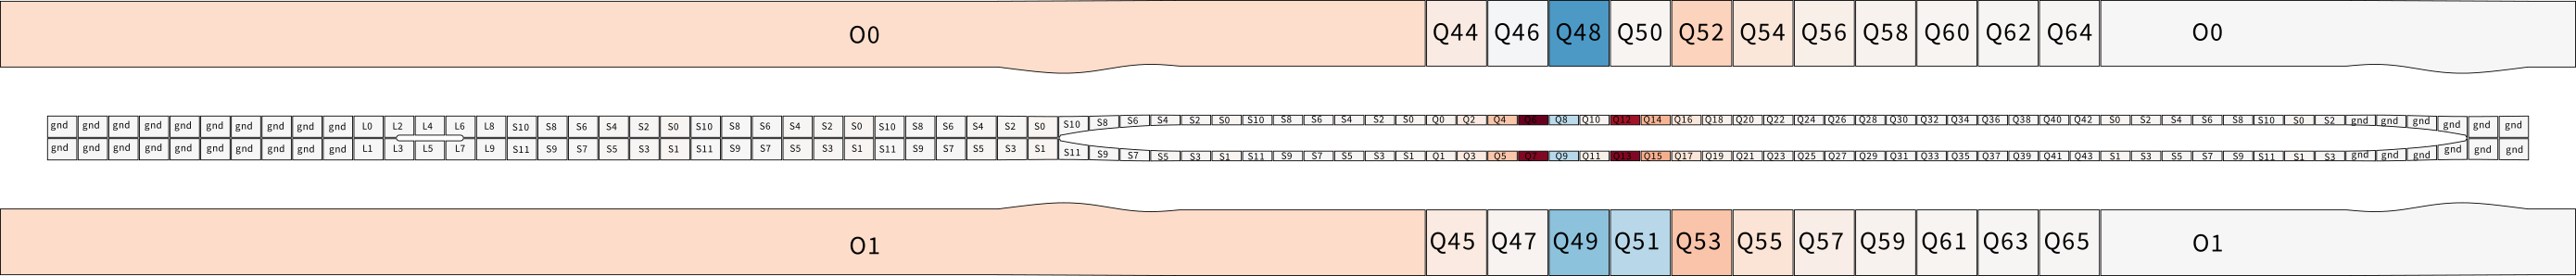 O0 Q44 Q46 Q48 Q50 Q52 Q54 Q56 Q58 Q60 Q62 Q64 O0
gnd gnd gnd gnd gnd gnd gnd gnd gnd gnd L0 L2 L4 L6 L8 S10 S8 S6 S4 S2 S0 S10 S8 S6 S4 S2 S0 S10 S8 S6 S4 S2 S0 S10 S8 S6 S4 S2 S0 S10 S8 S6 S4 S2 S0 Q0 Q2 Q4 Q6 Q8 Q10 Q12 Q14 Q16 Q18 Q20 Q22 Q24 Q26 Q28 Q30 Q32 Q34 Q36 Q38 Q40 Q42 S0 S2 S4 S6 S8 S10 S0 S2 gnd gnd gnd gnd gnd gnd
gnd gnd gnd gnd gnd gnd gnd gnd gnd gnd L1 L3 L5 L7 L9 S11 S9 S7 S5 S3 S1 S11 S9 S7 S5 S3 S1 S11 S9 S7 S5 S3 S1 S11 S9 S7 S5 S3 S1 S11 S9 S7 S5 S3 S1 Q1 Q3 Q5 Q7 Q9 Q11 Q13 Q15 Q17 Q19 Q21 Q23 Q25 Q27 Q29 Q31 Q33 Q35 Q37 Q39 Q41 Q43 S1 S3 S5 S7 S9 S11 S1 S3 gnd gnd gnd gnd gnd gnd
O1 Q45 Q47 Q49 Q51 Q53 Q55 Q57 Q59 Q61 Q63 Q65 O1